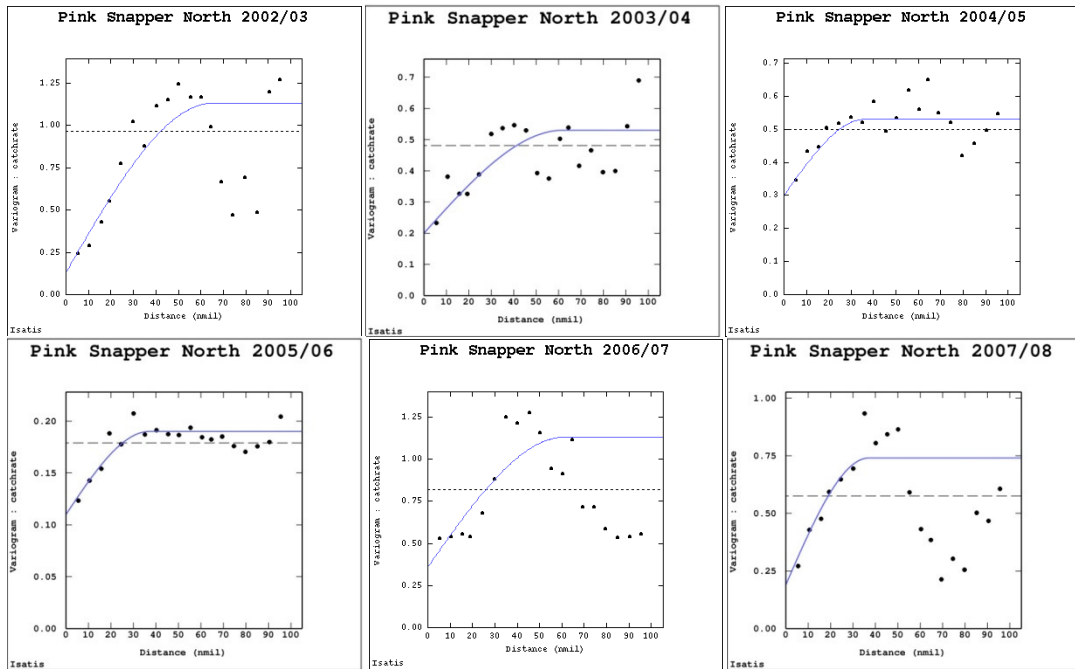 Pink Snapper North 2002/03
Variogram : catchrate
1.25
1.00
0.75
0.50
0.25
0.00
0 10 20 30 40 50 60 70 80 90 100
Distance (nmil)
Isatis
Pink Snapper North 2003/04
Variogram : catchrate
0.7
0.6
0.5
0.4
0.3
0.2
0.1
0.0
0 10 20 30 40 50 60 70 80 90 100
Distance (nmil)
Isatis
Pink Snapper North 2004/05
Variogram : catchrate
0.7
0.6
0.5
0.4
0.3
0.2
0.1
0.0
0 10 20 30 40 50 60 70 80 90 100
Distance (nmil)
Isatis
Pink Snapper North 2005/06
Variogram : catchrate
0.20
0.15
0.10
0.05
0.00
0 10 20 30 40 50 60 70 80 90 100
Distance (nmil)
Isatis
Pink Snapper North 2006/07
Variogram : catchrate
1.25
1.00
0.75
0.50
0.25
0.00
0 10 20 30 40 50 60 70 80 90 100
Distance (nmil)
Isatis
Pink Snapper North 2007/08
Variogram : catchrate
1.00
0.75
0.50
0.25
0.00
0 10 20 30 40 50 60 70 80 90 100
Distance (nmil)
Isatis